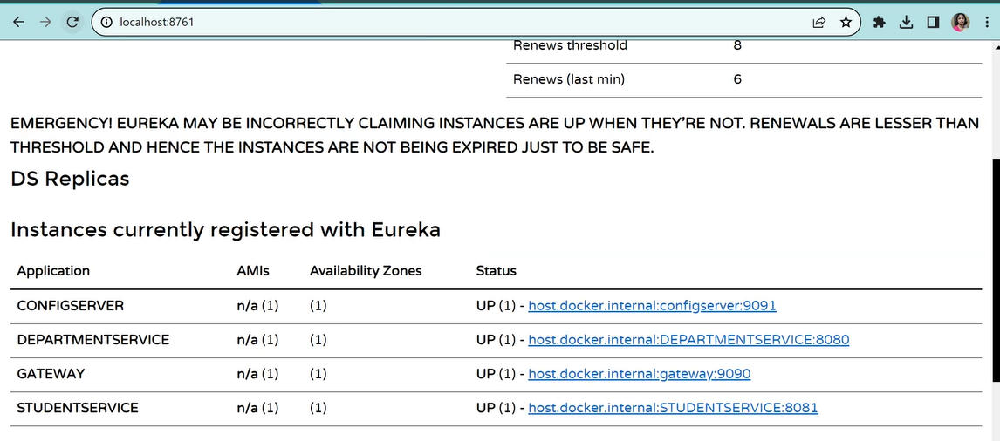 localhost:8761
Renews threshold 8
Renews (last min) 6
EMERGENCY! EUREKA MAY BE INCORRECTLY CLAIMING INSTANCES ARE UP WHEN THEY'RE NOT. RENEWALS ARE LESSER THAN
THRESHOLD AND HENCE THE INSTANCES ARE NOT BEING EXPIRED JUST TO BE SAFE.
DS Replicas
Instances currently registered with Eureka
Application AMIs Availability Zones Status
CONFIGSERVER n/a (1) (1) UP (1) - host.docker.internal:configserver:9091
DEPARTMENTSERVICE n/a (1) (1) UP (1) - host.docker.internal:DEPARTMENTSERVICE:8080
GATEWAY n/a (1) (1) UP (1) - host.docker.internal:gateway:9090
STUDENTSERVICE n/a (1) (1) UP (1) - host.docker.internal:STUDENTSERVICE:8081